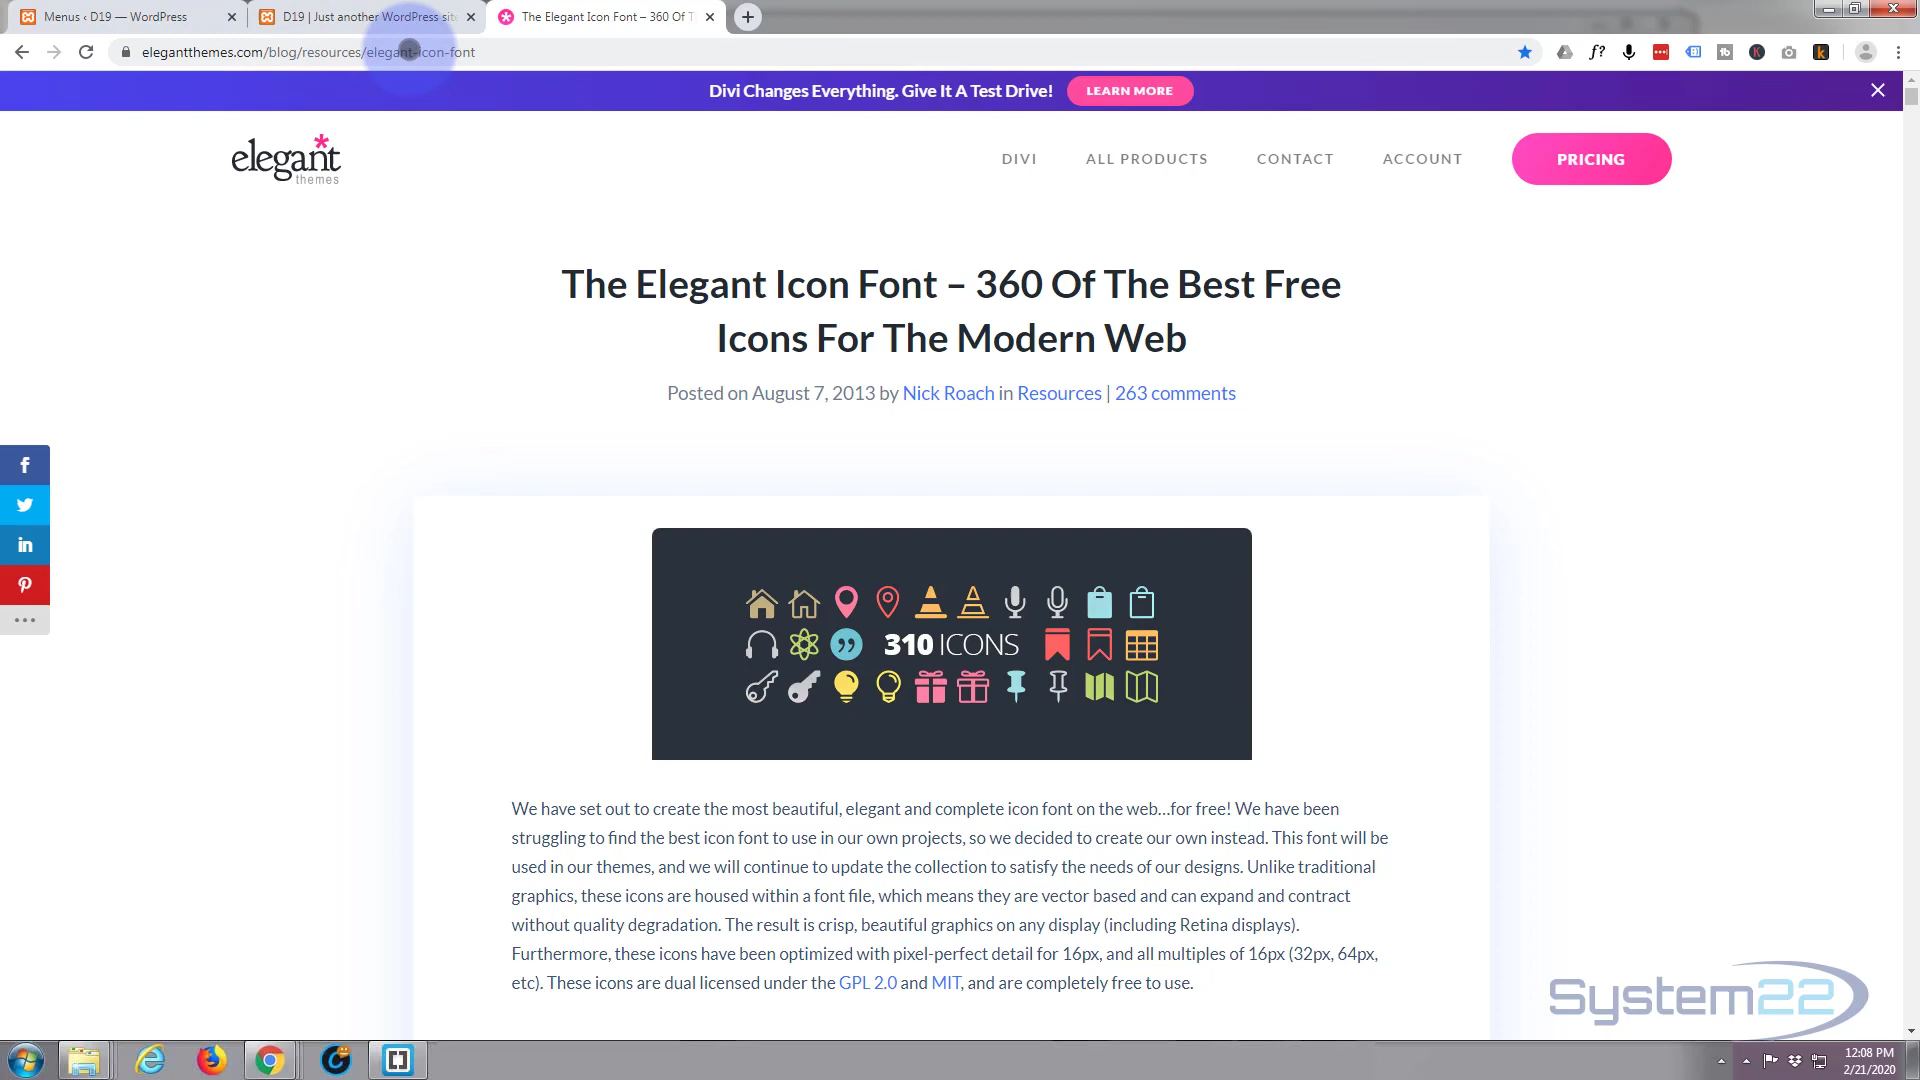 Menus ‹ D19 — WordPress
D19 | Just another WordPress site
The Elegant Icon Font – 360 Of T
elegantthemes.com/blog/resources/elegant-icon-font
Divi Changes Everything. Give It A Test Drive!
LEARN MORE
elegant
themes
DIVI
ALL PRODUCTS
CONTACT
ACCOUNT
PRICING
The Elegant Icon Font – 360 Of The Best Free
Icons For The Modern Web
Posted on August 7, 2013 by Nick Roach in Resources | 263 comments
310 ICONS
We have set out to create the most beautiful, elegant and complete icon font on the web…for free! We have been
struggling to find the best icon font to use in our own projects, so we decided to create our own instead. This font will be
used in our themes, and we will continue to update the collection to satisfy the needs of our designs. Unlike traditional
graphics, these icons are housed within a font file, which means they are vector based and can expand and contract
without quality degradation. The result is crisp, beautiful graphics on any display (including Retina displays).
Furthermore, these icons have been optimized with pixel-perfect detail for 16px, and all multiples of 16px (32px, 64px,
etc). These icons are dual licensed under the GPL 2.0 and MIT, and are completely free to use.
System22
12:08 PM
2/21/2020